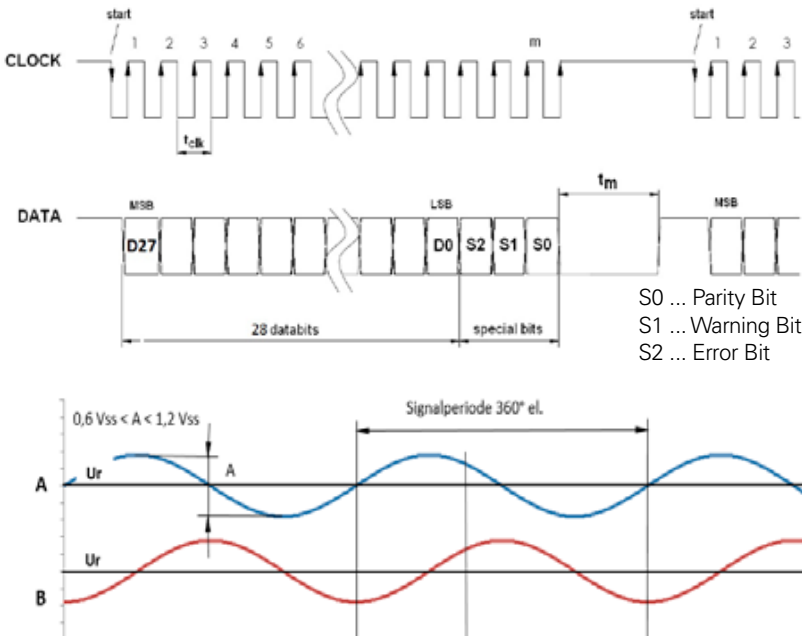 start
start
1 2 3 4 5 6 m 1 2 3
CLOCK
tclk
tm
MSB LSB MSB
DATA
D27 D0 S2 S1 S0
S0 ... Parity Bit
28 databits special bits
S1 ... Warning Bit
S2 ... Error Bit
Signalperiode 360° el.
0,6 Vss < A < 1,2 Vss
Ur A
A
Ur
B